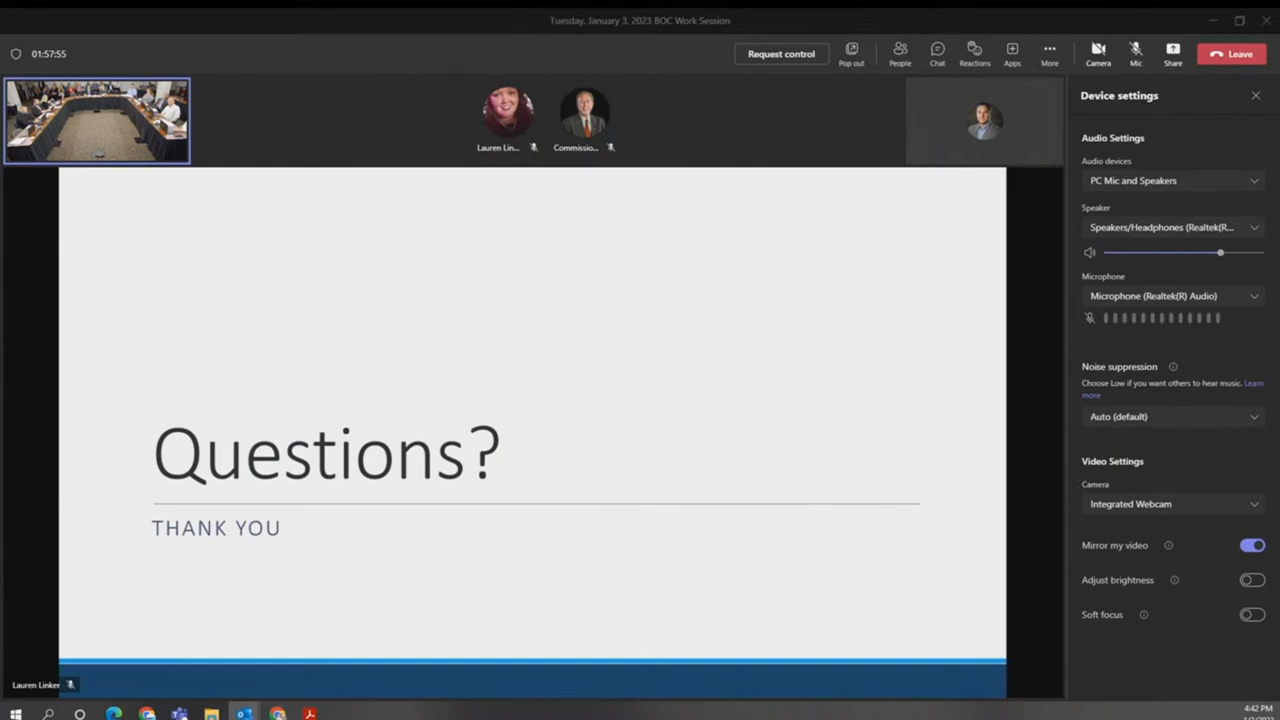 Tuesday, January 3, 2023 BOC Work Session
01:57:55
Request control
Pop out
People
Chat
Reactions
Apps
More
Camera
Mic
Share
Leave
Lauren Lin...
Commissio...
Device settings
Audio Settings
Audio devices
PC Mic and Speakers
Speaker
Speakers/Headphones (Realtek(R...
Microphone
Microphone (Realtek(R) Audio)
Noise suppression
Choose Low if you want others to hear music. Learn
more
Auto (default)
Video Settings
Camera
Integrated Webcam
Mirror my video
Adjust brightness
Soft focus
Questions?
THANK YOU
Lauren Linker
4:42 PM